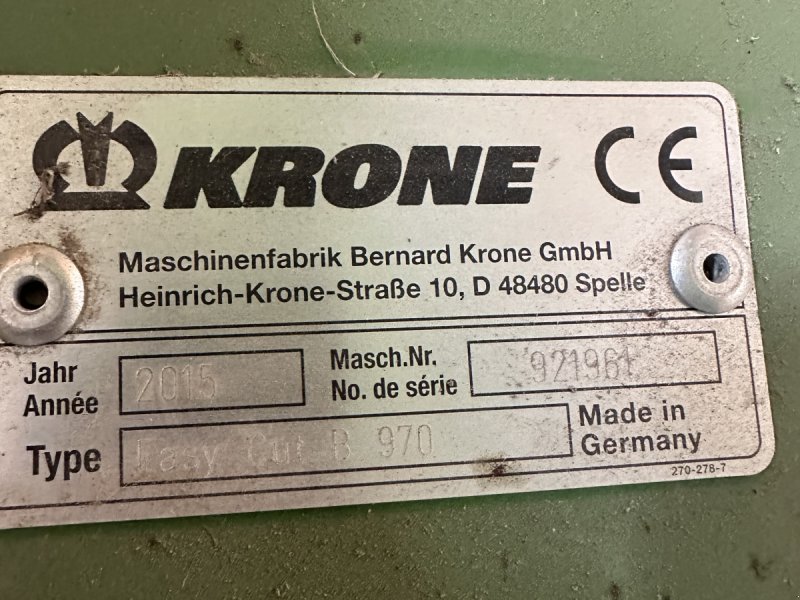 KRONE CE
Maschinenfabrik Bernard Krone GmbH
Heinrich-Krone-Straße 10, D 48480 Spelle
Jahr
Année
2015
Masch.Nr.
No. de série
921961
Type
Easy Cut B 970
Made in
Germany
270-278-7